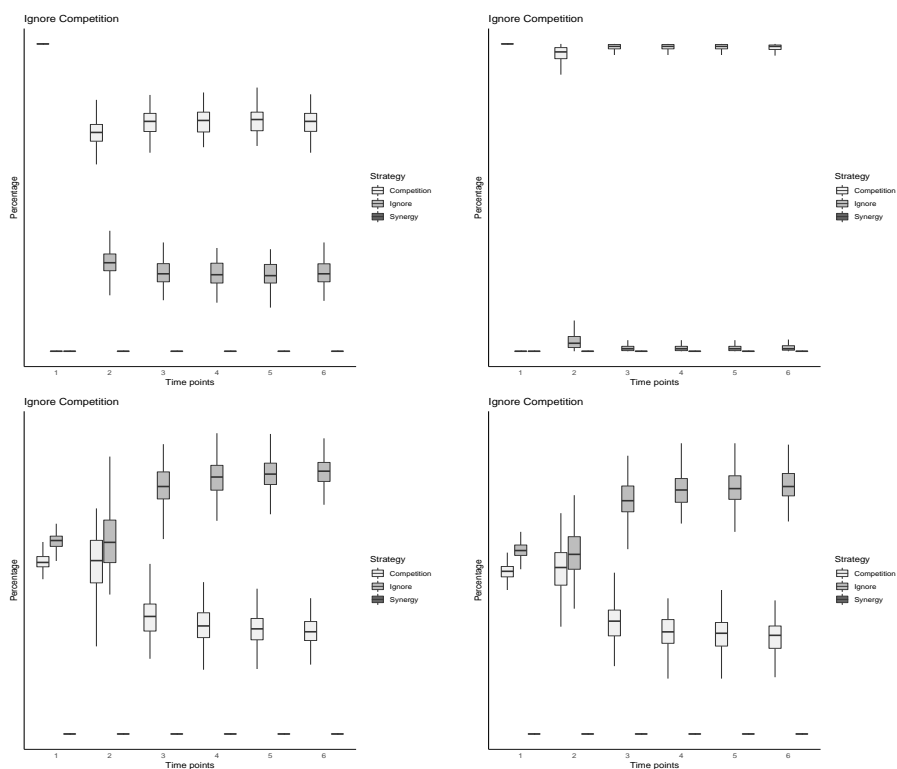 Ignore Competition
Percentage
Strategy
Competition
Ignore
Synergy
1 2 3 4 5 6
Time points
Ignore Competition
Percentage
Strategy
Competition
Ignore
Synergy
1 2 3 4 5 6
Time points
Ignore Competition
Percentage
Strategy
Competition
Ignore
Synergy
1 2 3 4 5 6
Time points
Ignore Competition
Percentage
Strategy
Competition
Ignore
Synergy
1 2 3 4 5 6
Time points